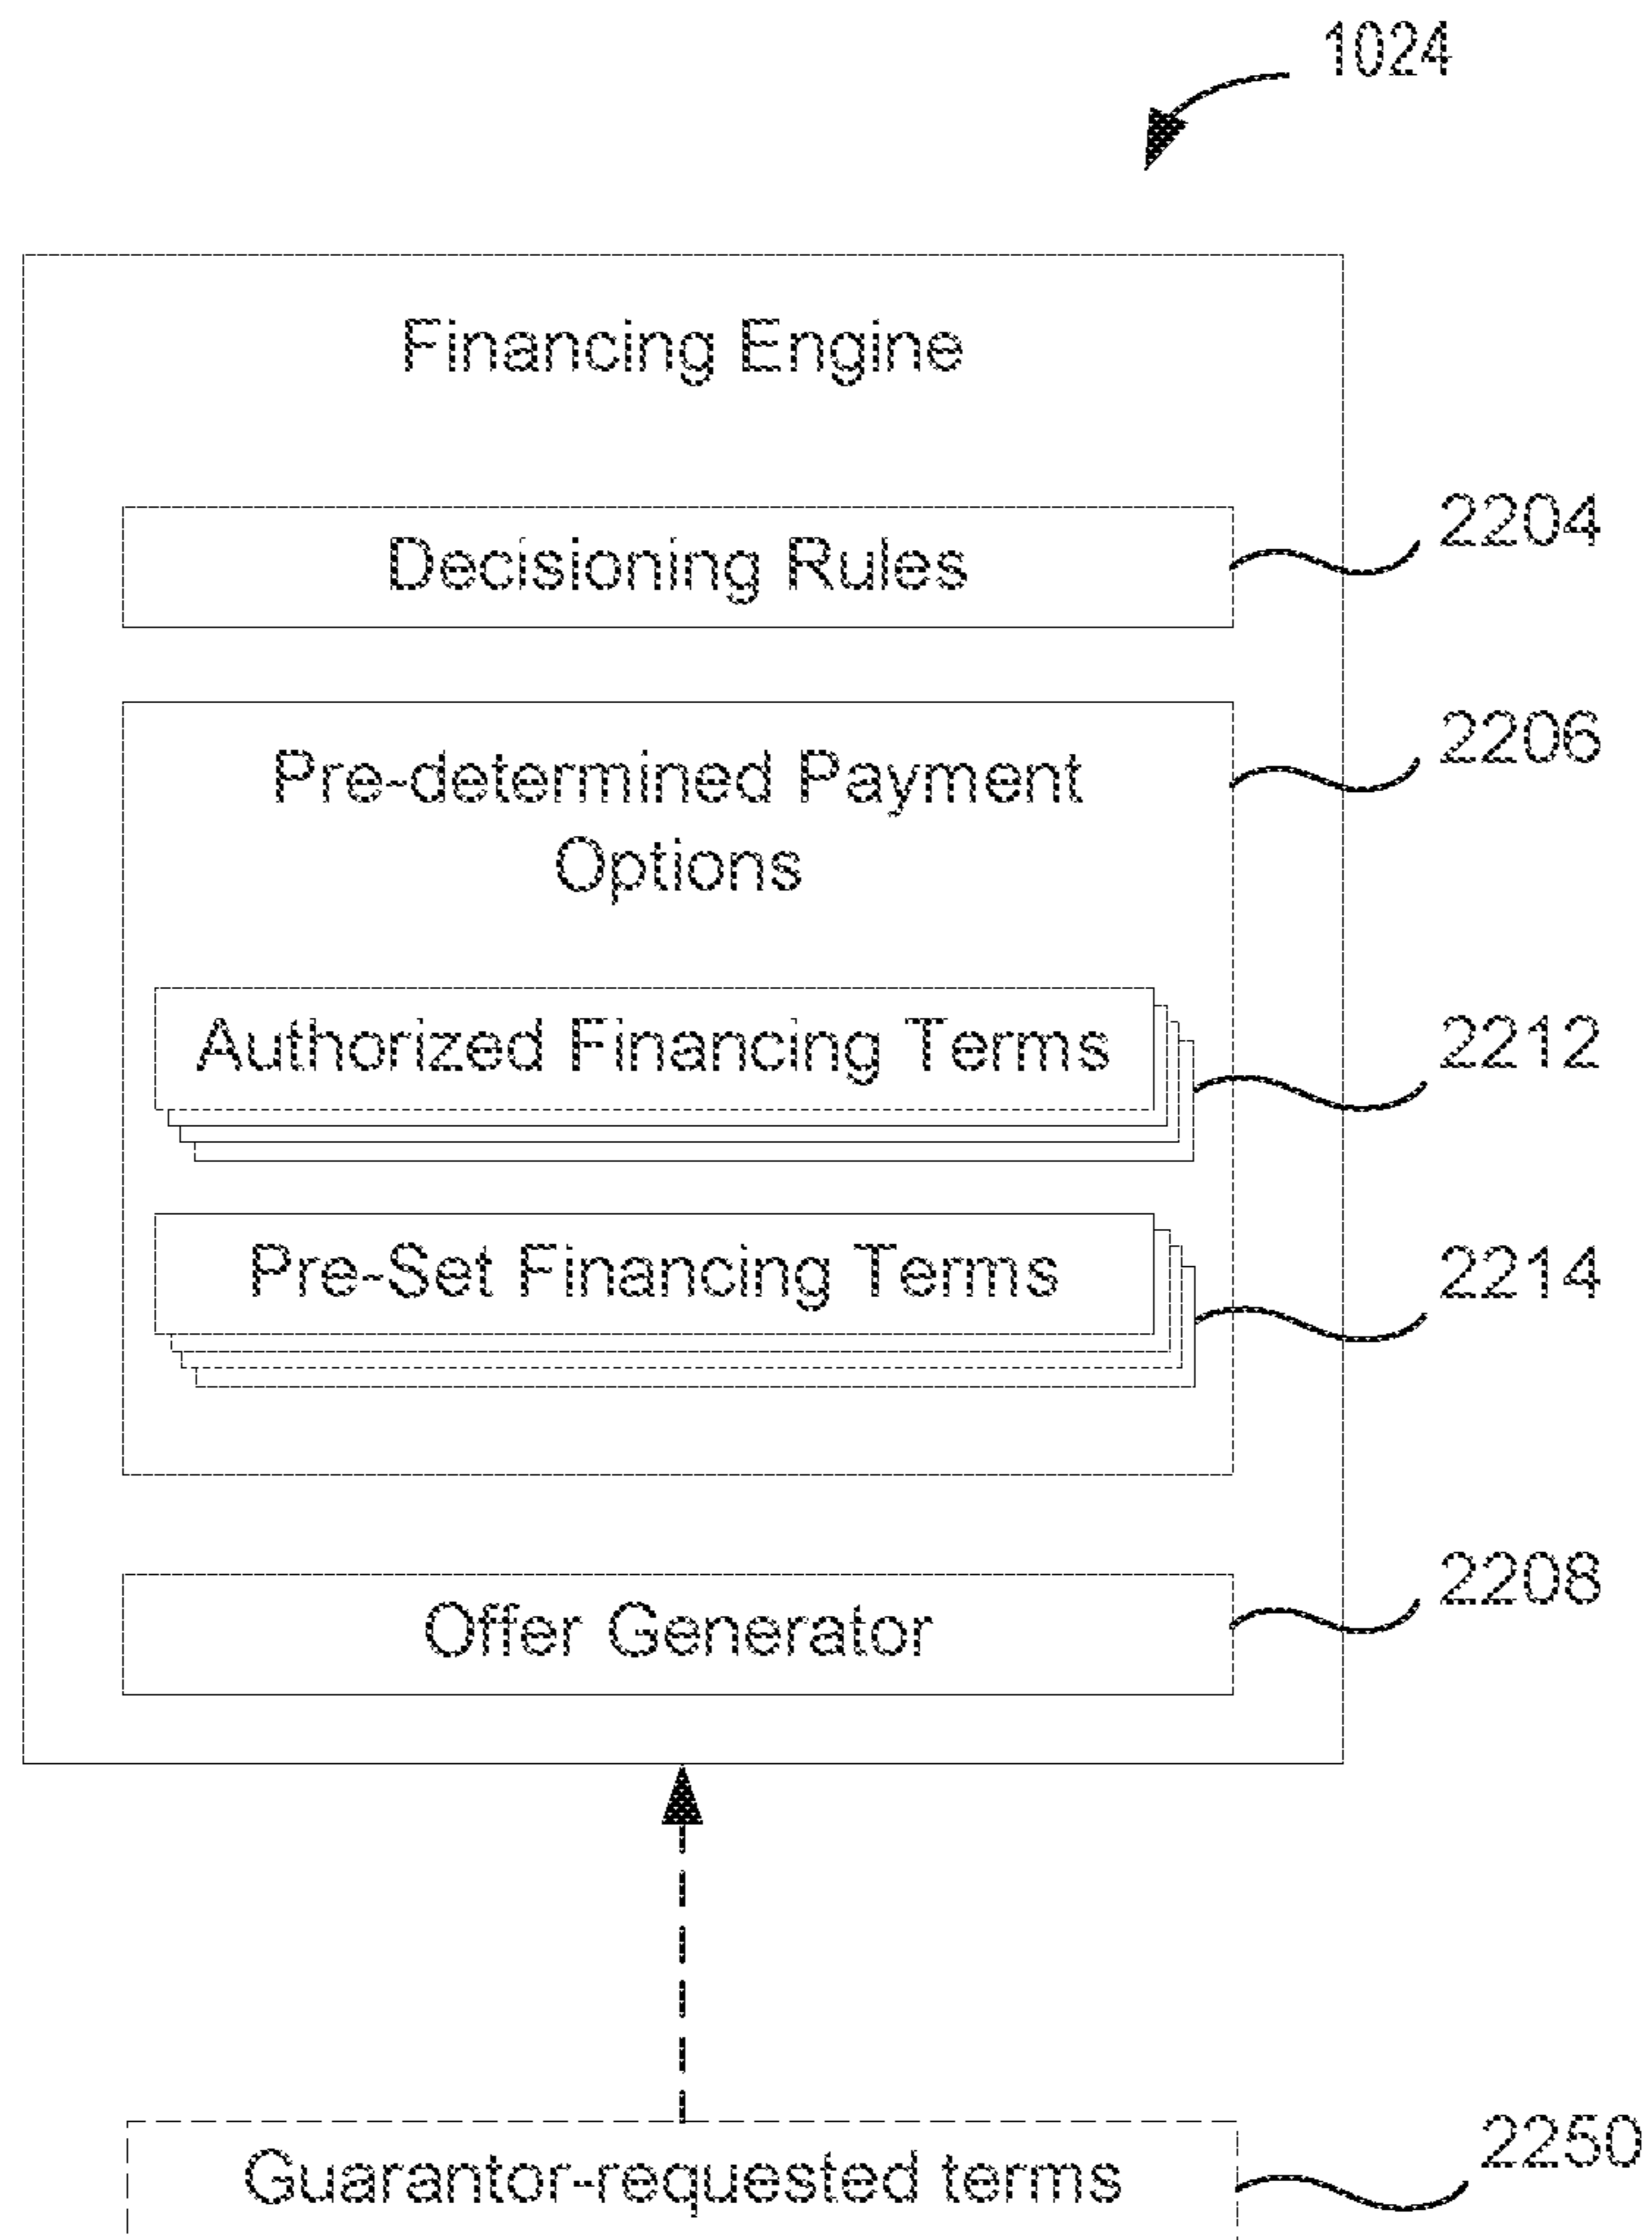 1024
Financing Engine
Decisioning Rules
2204
Pre-determined Payment
Options
2206
Authorized Financing Terms
2212
Pre-Set Financing Terms
2214
Offer Generator
2208
Guarantor-requested terms
2250